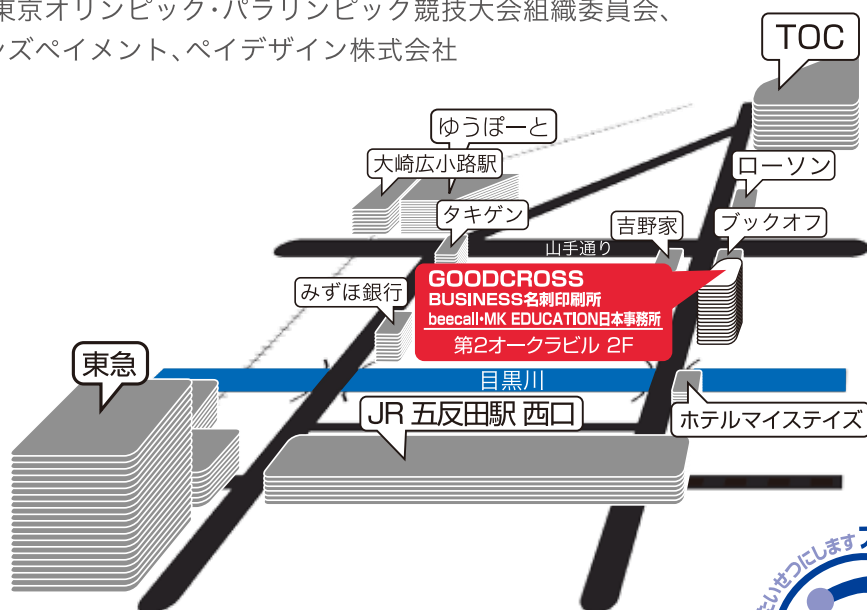 東京オリンピック・パラリンピック競技大会組織委員会、
ンズペイメント、ペイデザイン株式会社
TOC
ゆうぽーと
大崎広小路駅
ローソン
タキゲン
吉野家
ブックオフ
山手通り
GOODCROSS
BUSINESS名刺印刷所
beecall・MK EDUCATION日本事務所
第2オークラビル 2F
みずほ銀行
東急
目黒川
JR 五反田駅 西口
ホテルマイステイズ
たいせつにします